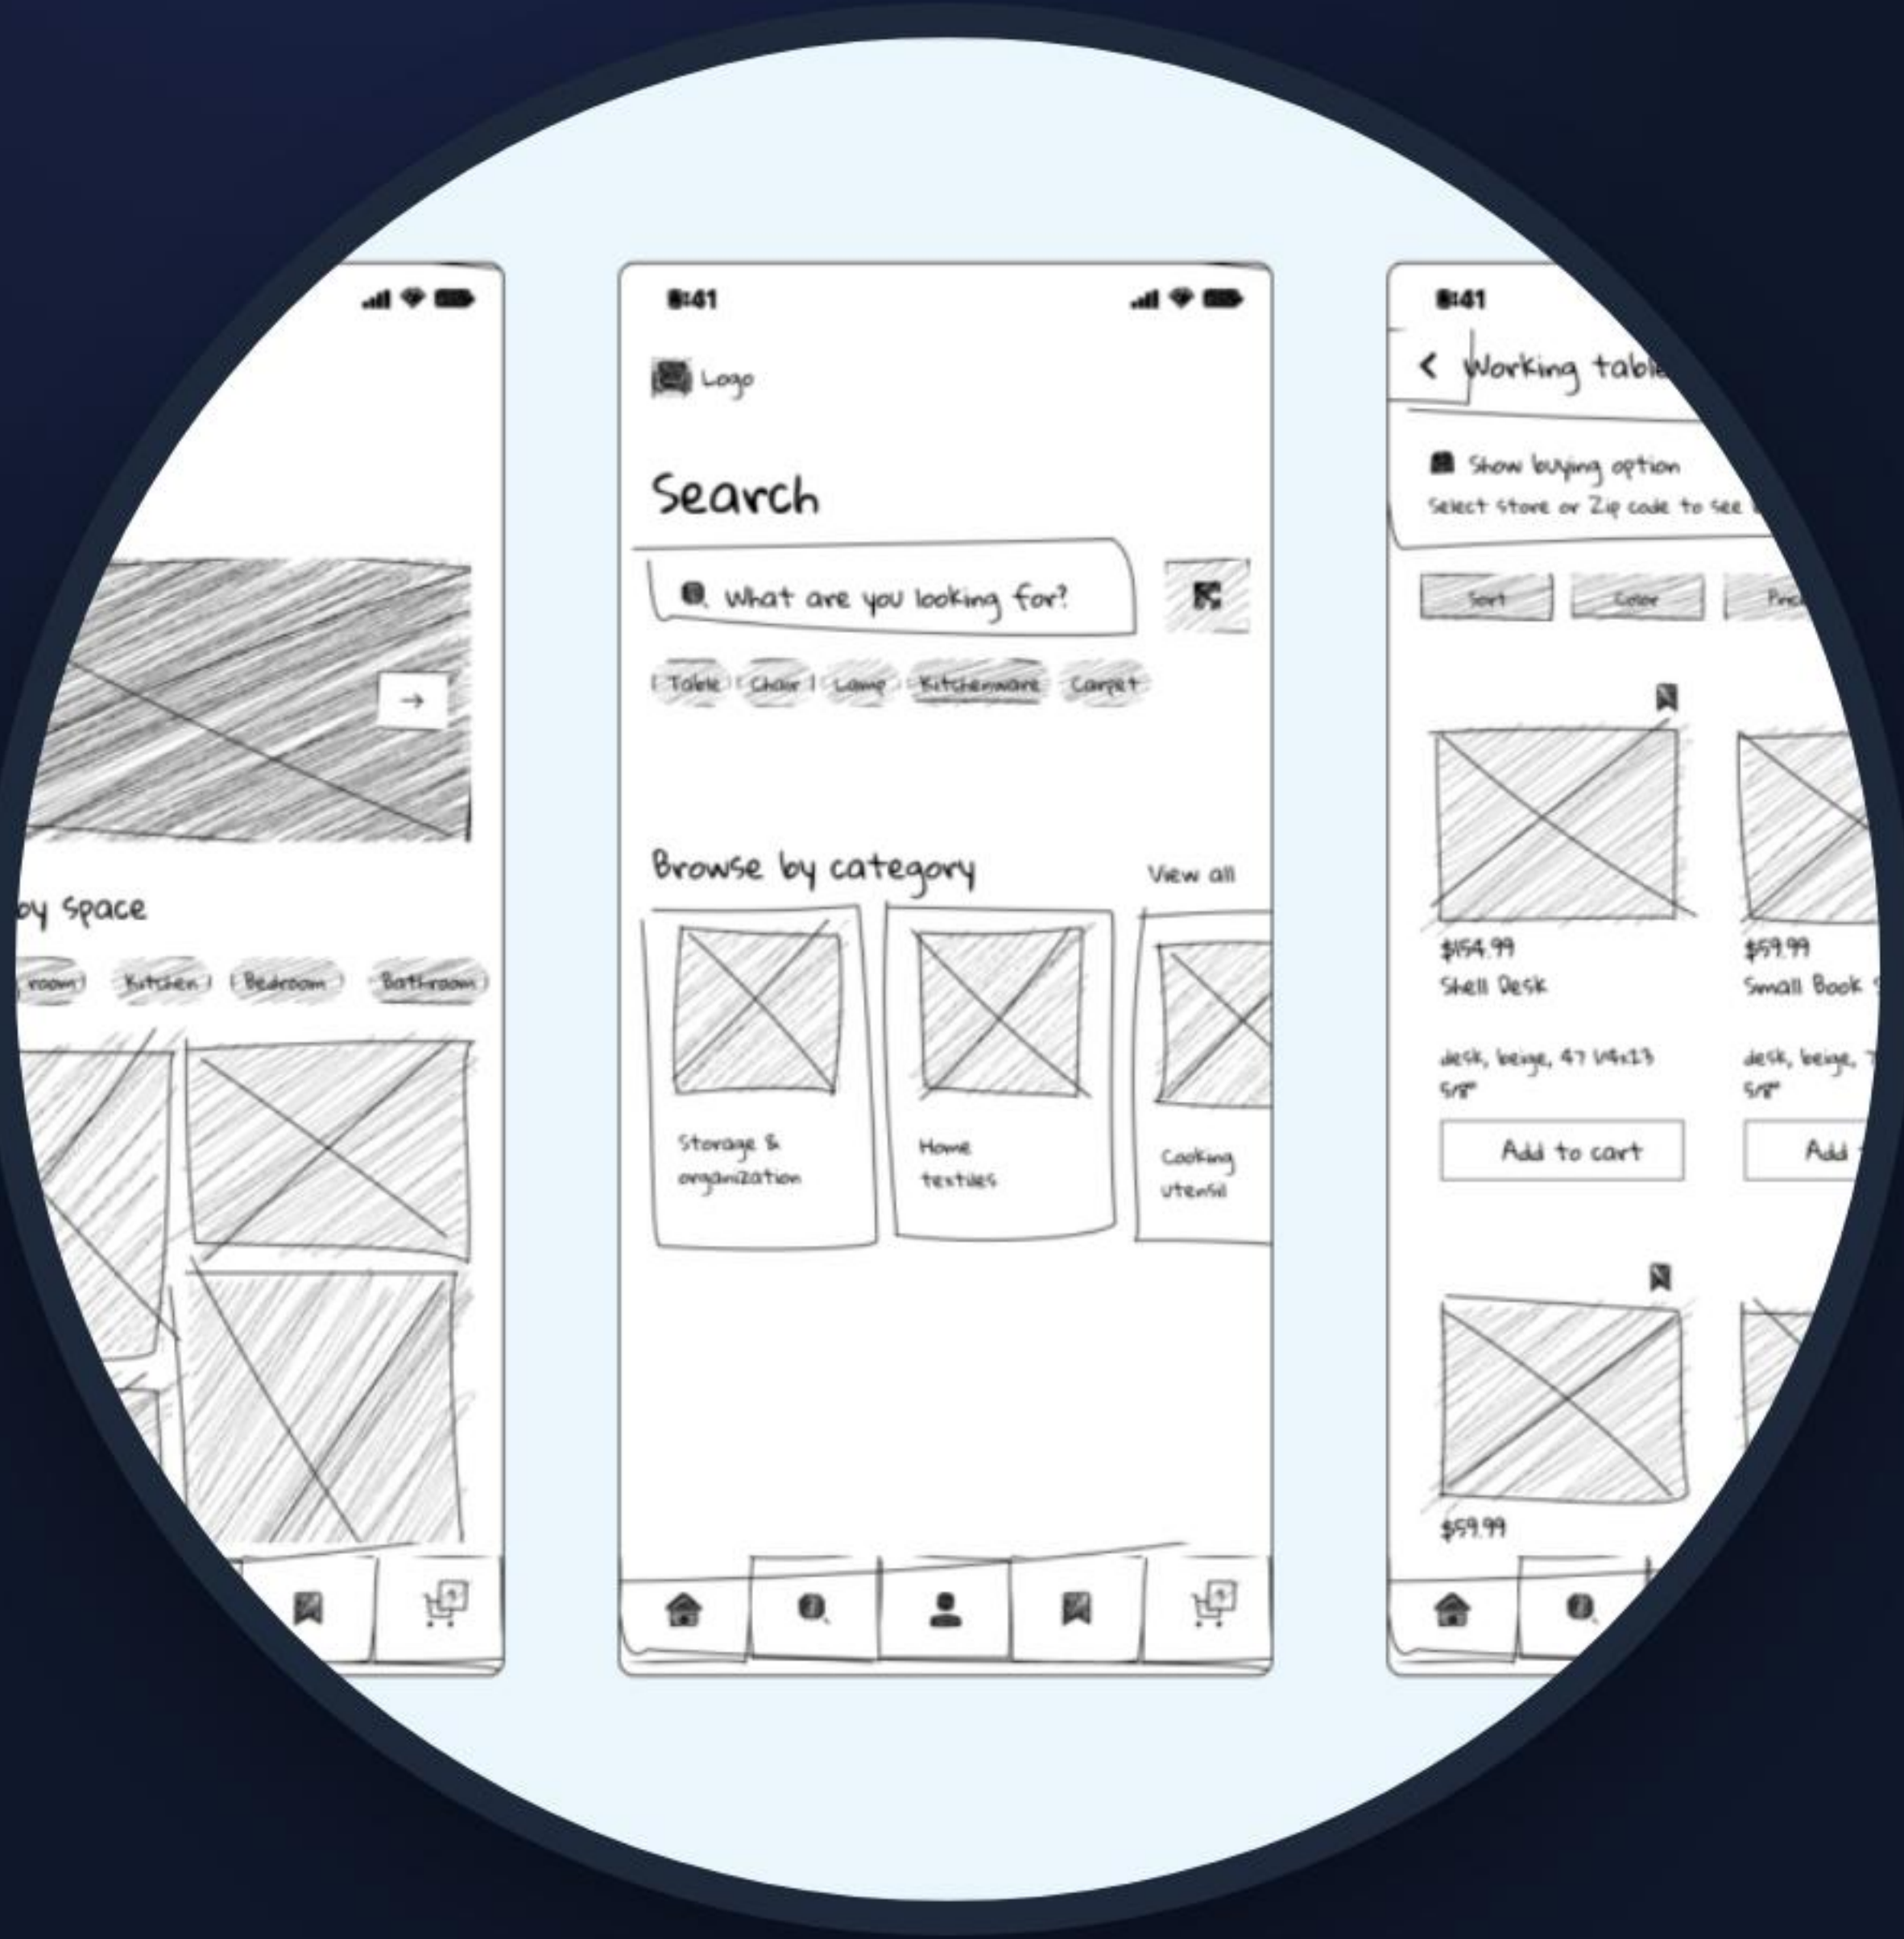 by space
room
Kitchen
Bedroom
Bathroom
Logo
Search
What are you looking for?
Table
Chair
Lamp
Kitchenware
Carpet
Browse by category
View all
Storage &
organization
Home
textiles
Cooking
utensil
:41
Working table
Show buying option
Select store or Zip code to see
Sort
Color
$154.99
Shell Desk
desk, beige, 47 1/4x23
5/8"
Add to cart
$59.99
Small Book
desk, beige,
5/8"
Add
$59.99